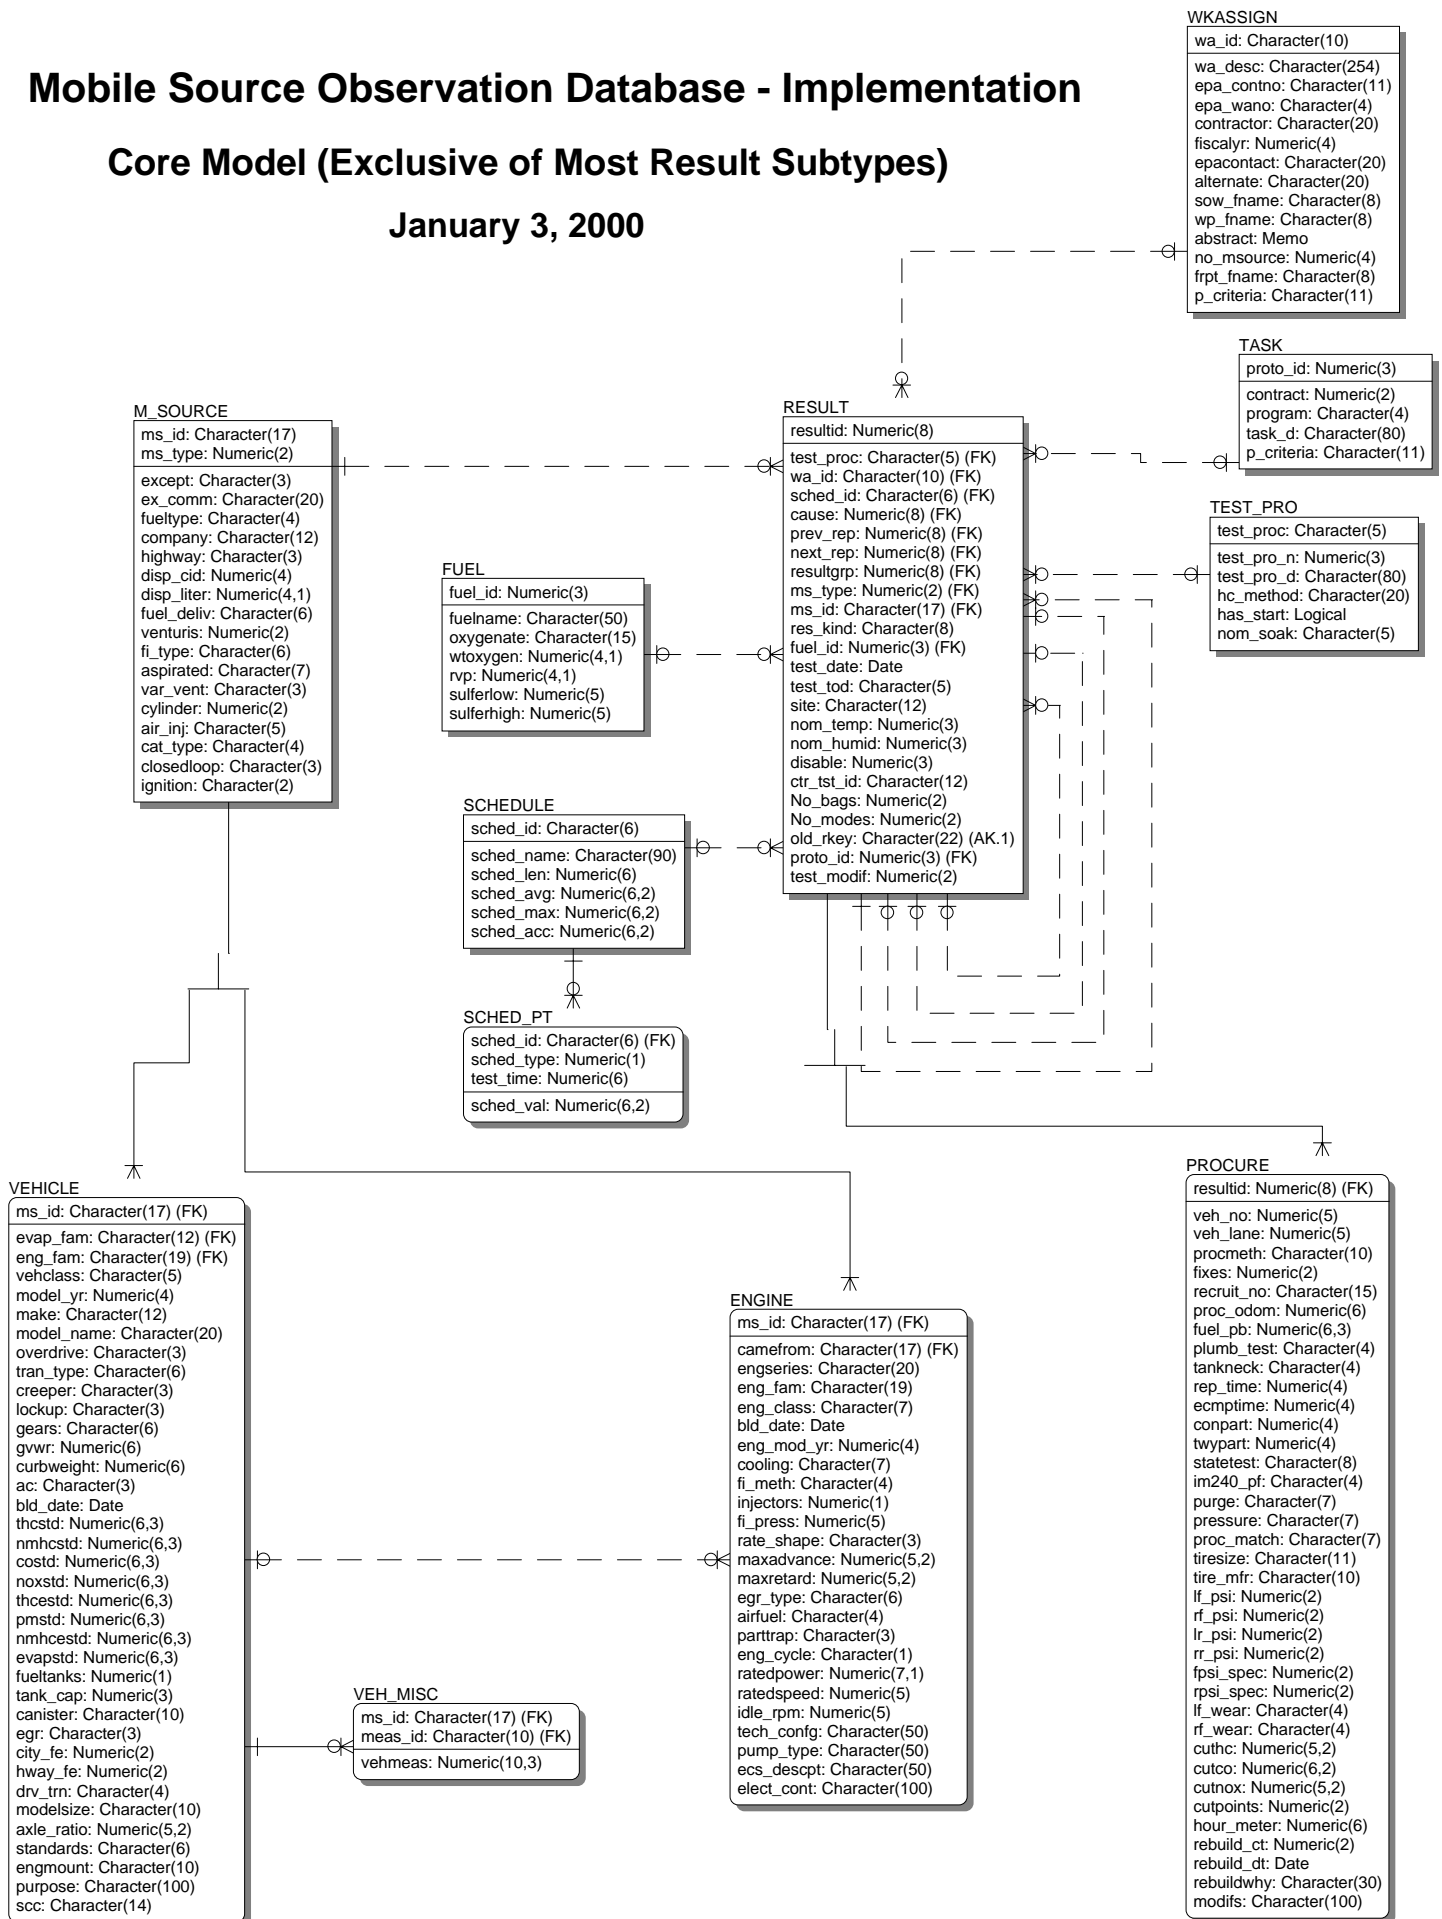 Mobile Source Observation Database - Implementation
Core Model (Exclusive of Most Result Subtypes)
January 3, 2000
WKASSIGN
wa_id: Character(10)
wa_desc: Character(254)
epa_contno: Character(11)
epa_wano: Character(4)
contractor: Character(20)
fiscalyr: Numeric(4)
epacontact: Character(20)
alternate: Character(20)
sow_fname: Character(8)
wp_fname: Character(8)
abstract: Memo
no_msource: Numeric(4)
frpt_fname: Character(8)
p_criteria: Character(11)
TASK
proto_id: Numeric(3)
contract: Numeric(2)
program: Character(4)
task_d: Character(80)
p_criteria: Character(11)
M_SOURCE
ms_id: Character(17)
ms_type: Numeric(2)
except: Character(3)
ex_comm: Character(20)
fueltype: Character(4)
company: Character(12)
highway: Character(3)
disp_cid: Numeric(4)
disp_liter: Numeric(4,1)
fuel_deliv: Character(6)
venturis: Numeric(2)
fi_type: Character(6)
aspirated: Character(7)
var_vent: Character(3)
cylinder: Numeric(2)
air_inj: Character(5)
cat_type: Character(4)
closedloop: Character(3)
ignition: Character(2)
RESULT
resultid: Numeric(8)
test_proc: Character(5) (FK)
wa_id: Character(10) (FK)
sched_id: Character(6) (FK)
cause: Numeric(8) (FK)
prev_rep: Numeric(8) (FK)
next_rep: Numeric(8) (FK)
resultgrp: Numeric(8) (FK)
ms_type: Numeric(2) (FK)
ms_id: Character(17) (FK)
res_kind: Character(8)
fuel_id: Numeric(3) (FK)
test_date: Date
test_tod: Character(5)
site: Character(12)
nom_temp: Numeric(3)
nom_humid: Numeric(3)
disable: Numeric(3)
ctr_tst_id: Character(12)
No_bags: Numeric(2)
No_modes: Numeric(2)
old_rkey: Character(22) (AK.1)
proto_id: Numeric(3) (FK)
test_modif: Numeric(2)
TEST_PRO
test_proc: Character(5)
test_pro_n: Numeric(3)
test_pro_d: Character(80)
hc_method: Character(20)
has_start: Logical
nom_soak: Character(5)
FUEL
fuel_id: Numeric(3)
fuelname: Character(50)
oxygenate: Character(15)
wtoxygen: Numeric(4,1)
rvp: Numeric(4,1)
sulferlow: Numeric(5)
sulferhigh: Numeric(5)
SCHEDULE
sched_id: Character(6)
sched_name: Character(90)
sched_len: Numeric(6)
sched_avg: Numeric(6,2)
sched_max: Numeric(6,2)
sched_acc: Numeric(6,2)
SCHED_PT
sched_id: Character(6) (FK)
sched_type: Numeric(1)
test_time: Numeric(6)
sched_val: Numeric(6,2)
VEHICLE
ms_id: Character(17) (FK)
evap_fam: Character(12) (FK)
eng_fam: Character(19) (FK)
vehclass: Character(5)
model_yr: Numeric(4)
make: Character(12)
model_name: Character(20)
overdrive: Character(3)
tran_type: Character(6)
creeper: Character(3)
lockup: Character(3)
gears: Character(6)
gvwr: Numeric(6)
curbweight: Numeric(6)
ac: Character(3)
bld_date: Date
thcstd: Numeric(6,3)
nmhcstd: Numeric(6,3)
costd: Numeric(6,3)
noxstd: Numeric(6,3)
thcestd: Numeric(6,3)
pmstd: Numeric(6,3)
nmhcestd: Numeric(6,3)
evapstd: Numeric(6,3)
fueltanks: Numeric(1)
tank_cap: Numeric(3)
canister: Character(10)
egr: Character(3)
city_fe: Numeric(2)
hway_fe: Numeric(2)
drv_trn: Character(4)
modelsize: Character(10)
axle_ratio: Numeric(5,2)
standards: Character(6)
engmount: Character(10)
purpose: Character(100)
scc: Character(14)
VEH_MISC
ms_id: Character(17) (FK)
meas_id: Character(10) (FK)
vehmeas: Numeric(10,3)
ENGINE
ms_id: Character(17) (FK)
camefrom: Character(17) (FK)
engseries: Character(20)
eng_fam: Character(19)
eng_class: Character(7)
bld_date: Date
eng_mod_yr: Numeric(4)
cooling: Character(7)
fi_meth: Character(4)
injectors: Numeric(1)
fi_press: Numeric(5)
rate_shape: Character(3)
maxadvance: Numeric(5,2)
maxretard: Numeric(5,2)
egr_type: Character(6)
airfuel: Character(4)
parttrap: Character(3)
eng_cycle: Character(1)
ratedpower: Numeric(7,1)
ratedspeed: Numeric(5)
idle_rpm: Numeric(5)
tech_confg: Character(50)
pump_type: Character(50)
ecs_descpt: Character(50)
elect_cont: Character(100)
PROCURE
resultid: Numeric(8) (FK)
veh_no: Numeric(5)
veh_lane: Numeric(5)
procmeth: Character(10)
fixes: Numeric(2)
recruit_no: Character(15)
proc_odom: Numeric(6)
fuel_pb: Numeric(6,3)
plumb_test: Character(4)
tankneck: Character(4)
rep_time: Numeric(4)
ecmptime: Numeric(4)
conpart: Numeric(4)
twypart: Numeric(4)
statetest: Character(8)
im240_pf: Character(4)
purge: Character(7)
pressure: Character(7)
proc_match: Character(7)
tiresize: Character(11)
tire_mfr: Character(10)
lf_psi: Numeric(2)
rf_psi: Numeric(2)
lr_psi: Numeric(2)
rr_psi: Numeric(2)
fpsi_spec: Numeric(2)
rpsi_spec: Numeric(2)
lf_wear: Character(4)
rf_wear: Character(4)
cuthc: Numeric(5,2)
cutco: Numeric(6,2)
cutnox: Numeric(5,2)
cutpoints: Numeric(2)
hour_meter: Numeric(6)
rebuild_ct: Numeric(2)
rebuild_dt: Date
rebuildwhy: Character(30)
modifs: Character(100)